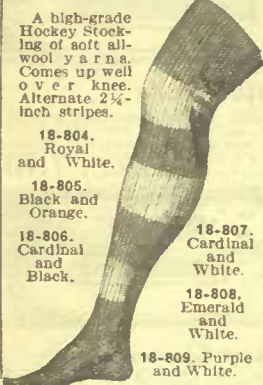 A high-grade
Hockey Stock-
ing of soft all-
wool yarns.
Comes up well
over knee.
Alternate 2¼-
inch stripes.
18-804.
Royal
and White.
18-805.
Black and
Orange.
18-806.
Cardinal
and
Black.
18-807.
Cardinal
and
White.
18-808.
Emerald
and
White.
18-809. Purple
and White.